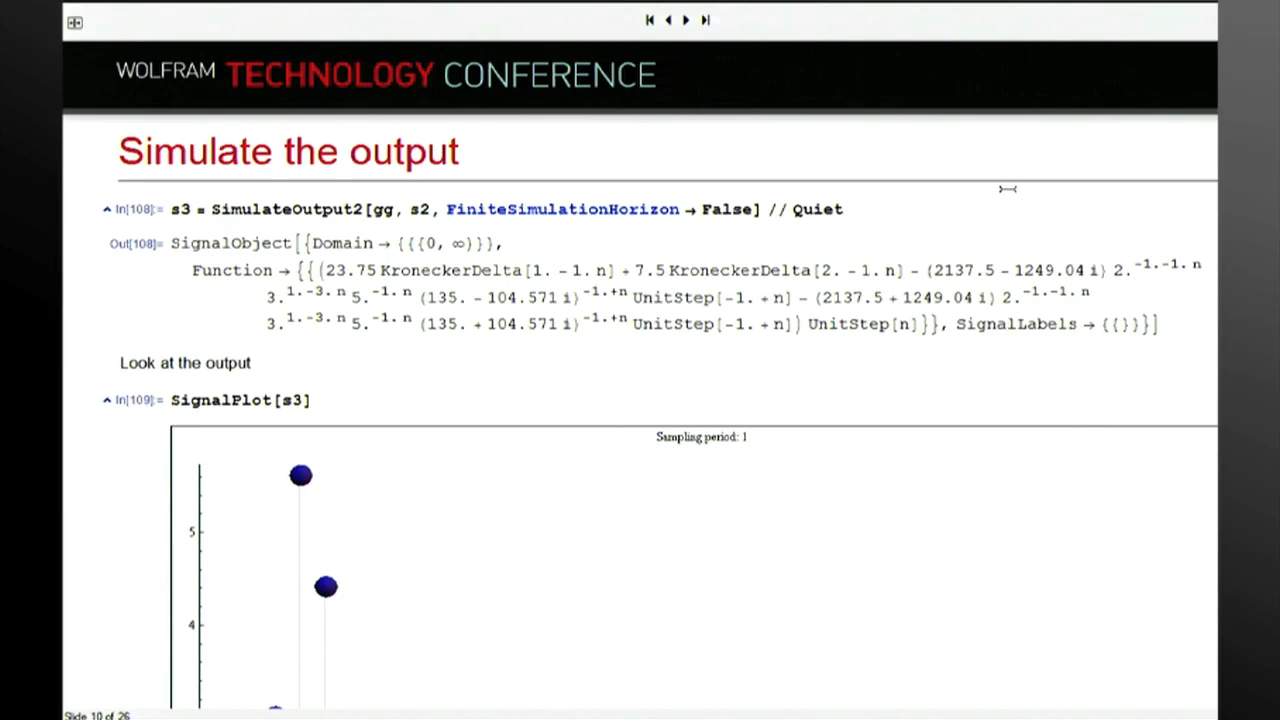 WOLFRAM TECHNOLOGY CONFERENCE
Simulate the output
In[108]:= s3 = SimulateOutput2[gg, s2, FiniteSimulationHorizon → False] // Quiet
Out[108]= SignalObject[{Domain → {{{0, ∞}}},
Function → {{(23.75 KroneckerDelta[1. - 1. n] + 7.5 KroneckerDelta[2. - 1. n] - (2137.5 - 1249.04 i) 2.^-1.-1. n
3.^1.-3. n 5.^-1. n (135. - 104.571 i)^-1.+n UnitStep[-1. + n] - (2137.5 + 1249.04 i) 2.^-1.-1. n
3.^1.-3. n 5.^-1. n (135. + 104.571 i)^-1.+n UnitStep[-1. + n]) UnitStep[n]}}, SignalLabels → {{}}}]
Look at the output
In[109]:= SignalPlot[s3]
Sampling period: 1
5
4
Slide 10 of 26